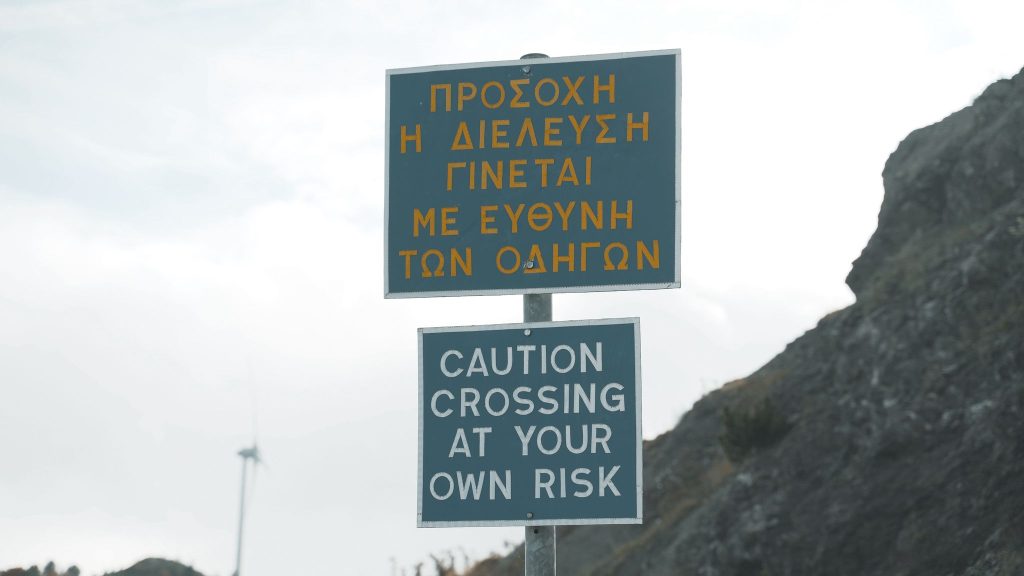 ΠΡΟΣΟΧΗ
Η ΔΙΕΛΕΥΣΗ
ΓΙΝΕΤΑΙ
ΜΕ ΕΥΘΥΝΗ
ΤΩΝ ΟΔΗΓΩΝ
CAUTION
CROSSING
AT YOUR
OWN RISK